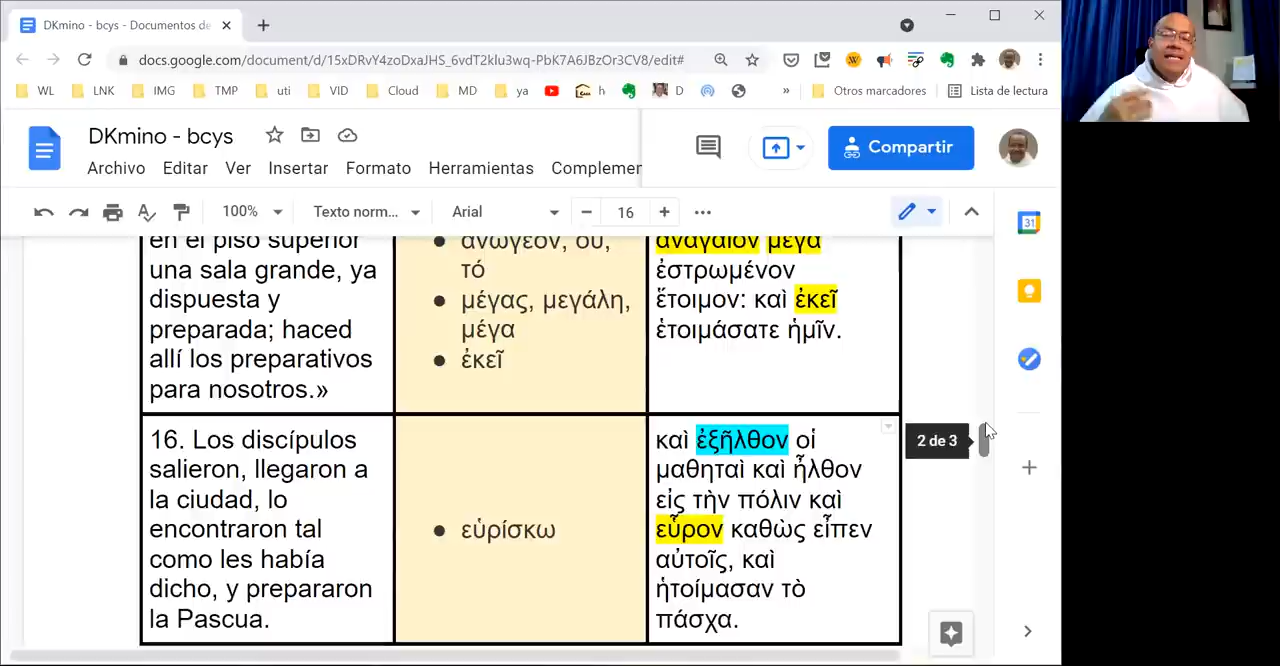 DKmino - bcys - Documentos de
docs.google.com/document/d/15xDRvY4zoDxaJHS_6vdT2klu3wq-PbK7A6JBzOr3CV8/edit#
WL LNK IMG TMP uti VID Cloud MD ya h D » Otros marcadores Lista de lectura
DKmino - bcys
Compartir
Archivo Editar Ver Insertar Formato Herramientas Complemen
100% Texto norm... Arial 16
31
en el piso superior
una sala grande, ya
dispuesta y
preparada; haced
allí los preparativos
para nosotros.»
ἀνώγεον, ου,
τό
μέγας, μεγάλη,
μέγα
ἐκεῖ
ἀνάγαιον μέγα
ἐστρωμένον
ἕτοιμον: καὶ ἐκεῖ
ἑτοιμάσατε ἡμῖν.
16. Los discípulos
salieron, llegaron a
la ciudad, lo
encontraron tal
como les había
dicho, y prepararon
la Pascua.
εὑρίσκω
καὶ ἐξῆλθον οἱ
μαθηταὶ καὶ ἦλθον
εἰς τὴν πόλιν καὶ
εὗρον καθὼς εἶπεν
αὐτοῖς, καὶ
ἡτοίμασαν τὸ
πάσχα.
2 de 3